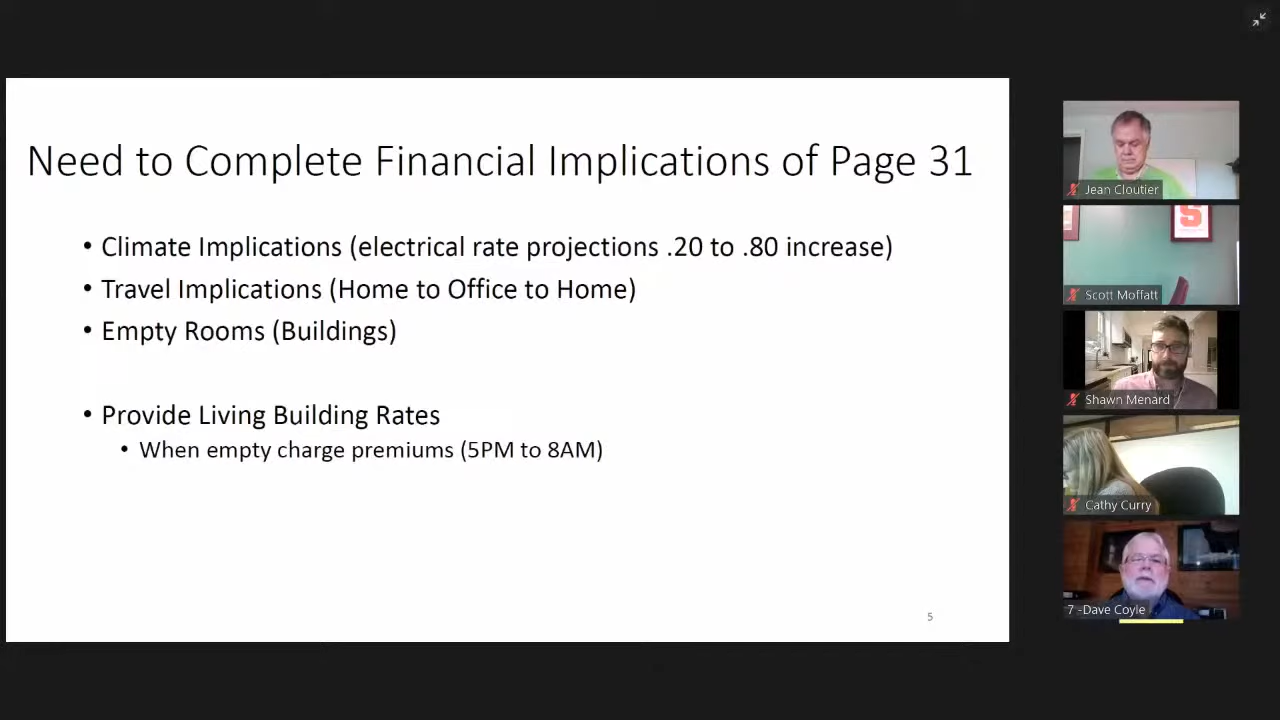 Need to Complete Financial Implications of Page 31
• Climate Implications (electrical rate projections .20 to .80 increase)
• Travel Implications (Home to Office to Home)
• Empty Rooms (Buildings)
• Provide Living Building Rates
• When empty charge premiums (5PM to 8AM)
5
Jean Cloutier
S
Scott Moffatt
Shawn Menard
Cathy Curry
7 -Dave Coyle